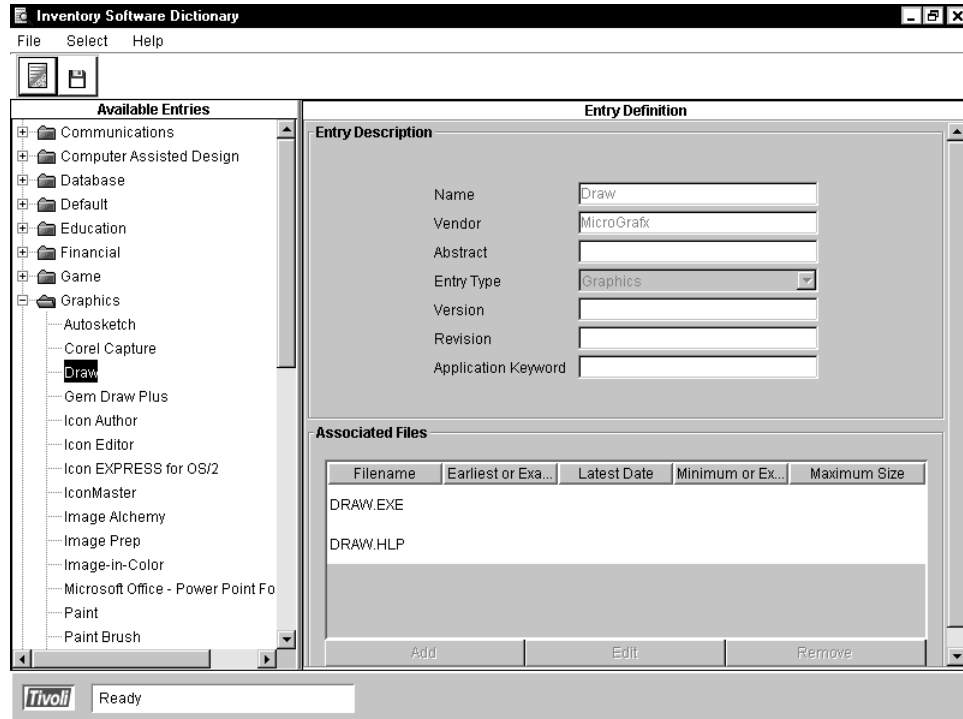 Inventory Software Dictionary
File Select Help
Available Entries
Communications
Computer Assisted Design
Database
Default
Education
Financial
Game
Graphics
Autosketch
Corel Capture
Draw
Gem Draw Plus
Icon Author
Icon Editor
Icon EXPRESS for OS/2
IconMaster
Image Alchemy
Image Prep
Image-in-Color
Microsoft Office - Power Point Fo
Paint
Paint Brush
Entry Definition
Entry Description
Name Draw
Vendor MicroGrafx
Abstract
Entry Type Graphics
Version
Revision
Application Keyword
Associated Files
Filename Earliest or Exa... Latest Date Minimum or Ex... Maximum Size
DRAW.EXE
DRAW.HLP
Add Edit Remove
Tivoli Ready